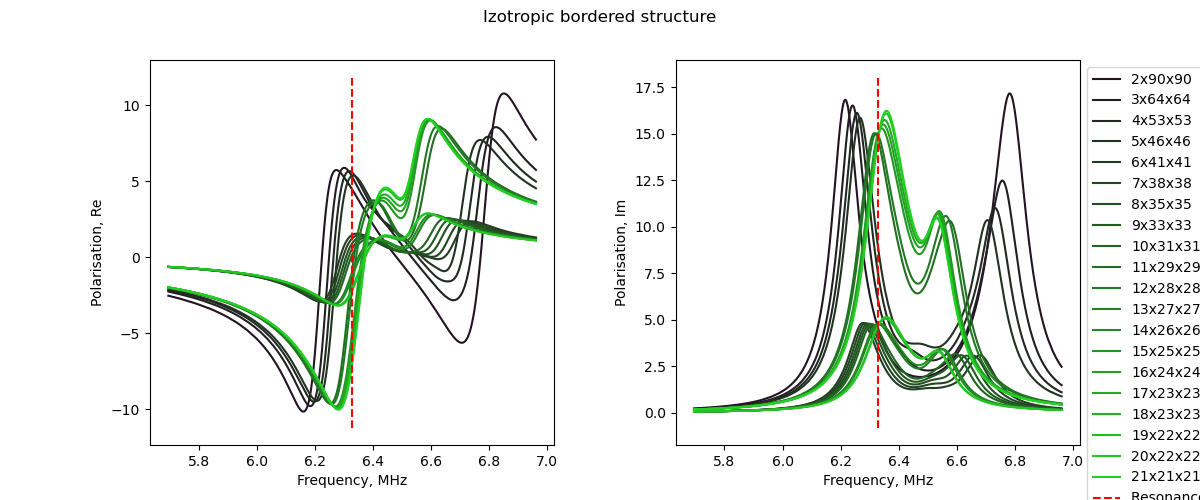 Izotropic bordered structure
Polarisation, Re
10
5
0
−5
−10
5.8
6.0
6.2
6.4
6.6
6.8
7.0
Frequency, MHz
Polarisation, Im
17.5
15.0
12.5
10.0
7.5
5.0
2.5
0.0
5.8
6.0
6.2
6.4
6.6
6.8
7.0
Frequency, MHz
2x90x90
3x64x64
4x53x53
5x46x46
6x41x41
7x38x38
8x35x35
9x33x33
10x31x31
11x29x29
12x28x28
13x27x27
14x26x26
15x25x25
16x24x24
17x23x23
18x23x23
19x22x22
20x22x22
21x21x21
Resonance